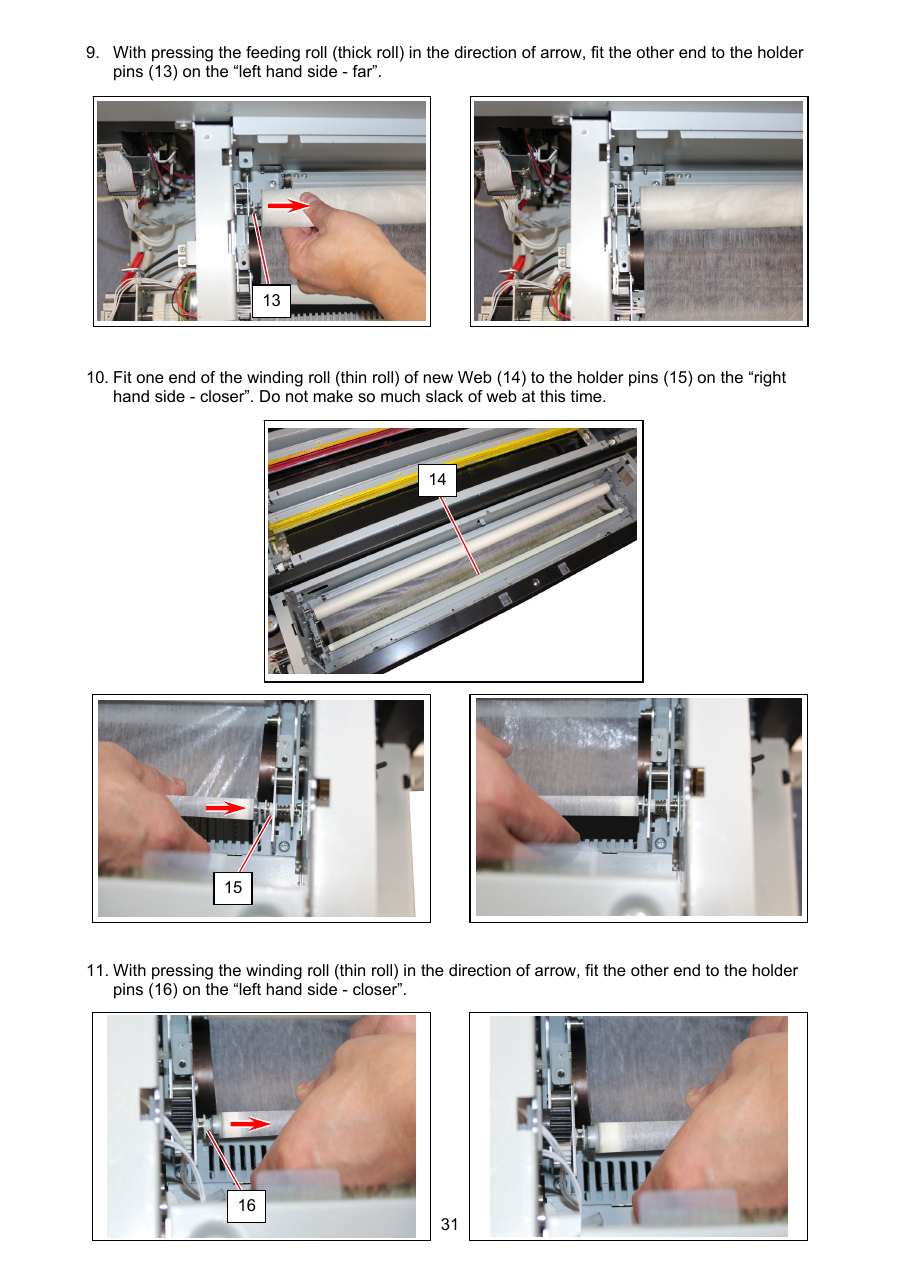 9. With pressing the feeding roll (thick roll) in the direction of arrow, fit the other end to the holder
pins (13) on the “left hand side - far”.
13
10. Fit one end of the winding roll (thin roll) of new Web (14) to the holder pins (15) on the “right
hand side - closer”. Do not make so much slack of web at this time.
14
15
11. With pressing the winding roll (thin roll) in the direction of arrow, fit the other end to the holder
pins (16) on the “left hand side - closer”.
16
31